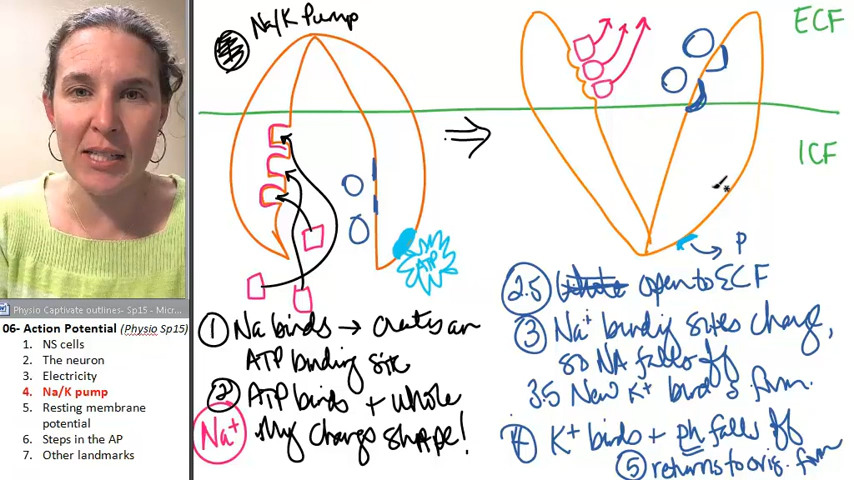 Na/K Pump
ECF
ICF
ATP
P
① Na binds → creates an
ATP binding site
② ATP binds + whole
thg change shape!
Na+
2.5 open to ECF
③ Na+ binding sites change,
so NA falls off
3.5 New K+ bind s form.
④ K+ binds + ph falls off
⑤ returns to orig. form
Physio Captivate outlines- Sp15 - Micr...
06- Action Potential (Physio Sp15)
1. NS cells
2. The neuron
3. Electricity
4. Na/K pump
5. Resting membrane
potential
6. Steps in the AP
7. Other landmarks